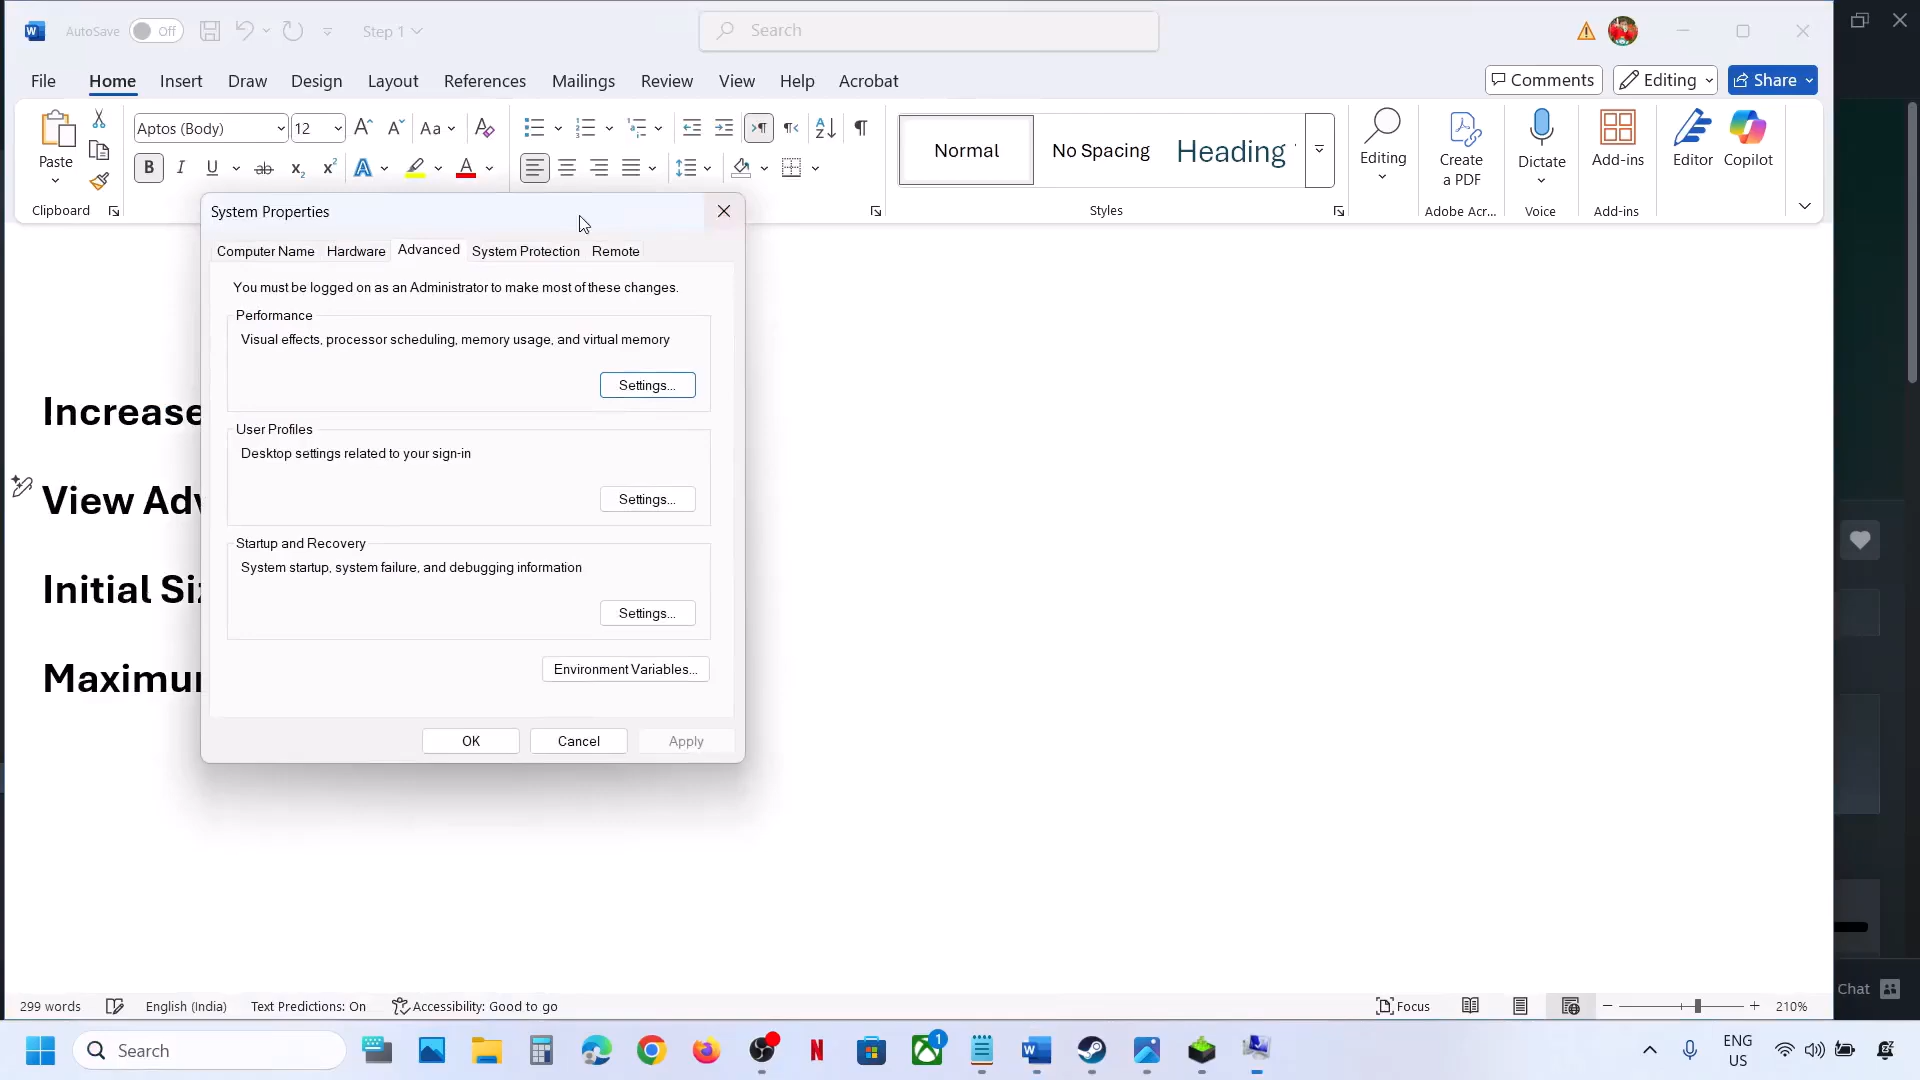 AutoSave Off Step 1 Search
File Home Insert Draw Design Layout References Mailings Review View Help Acrobat Comments Editing Share
Paste
Aptos (Body) 12 Aa
B I U ab x₂ x² A A
Normal No Spacing Heading
Editing
Create
a PDF
Dictate Add-ins Editor Copilot
Clipboard Styles Adobe Acr... Voice Add-ins
System Properties
Computer Name Hardware Advanced System Protection Remote
You must be logged on as an Administrator to make most of these changes.
Performance
Visual effects, processor scheduling, memory usage, and virtual memory
Settings...
User Profiles
Desktop settings related to your sign-in
Settings...
Startup and Recovery
System startup, system failure, and debugging information
Settings...
Environment Variables...
OK Cancel Apply
Increase
View
Initial
Chat
299 words English (India) Text Predictions: On Accessibility: Good to go Focus 210%
Search
1
ENG
US